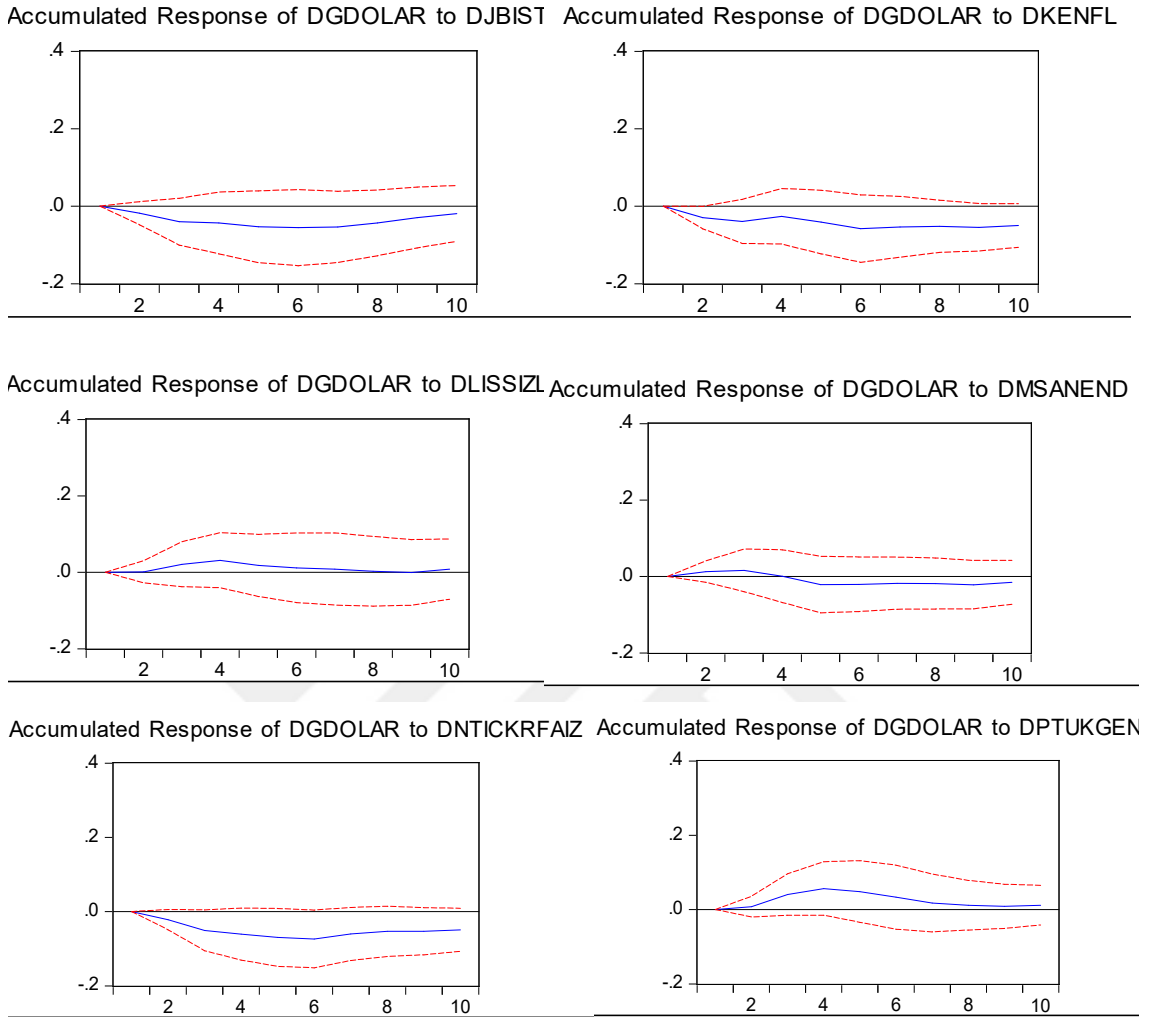 Accumulated Response of DGDOLAR to DJBIST
.4
.2
.0
-.2
2 4 6 8 10
Accumulated Response of DGDOLAR to DKENFL
.4
.2
.0
-.2
2 4 6 8 10
Accumulated Response of DGDOLAR to DLISSIZL
.4
.2
.0
-.2
2 4 6 8 10
Accumulated Response of DGDOLAR to DMSANEND
.4
.2
.0
-.2
2 4 6 8 10
Accumulated Response of DGDOLAR to DNTICKRFAIZ
.4
.2
.0
-.2
2 4 6 8 10
Accumulated Response of DGDOLAR to DPTUKGEN
.4
.2
.0
-.2
2 4 6 8 10